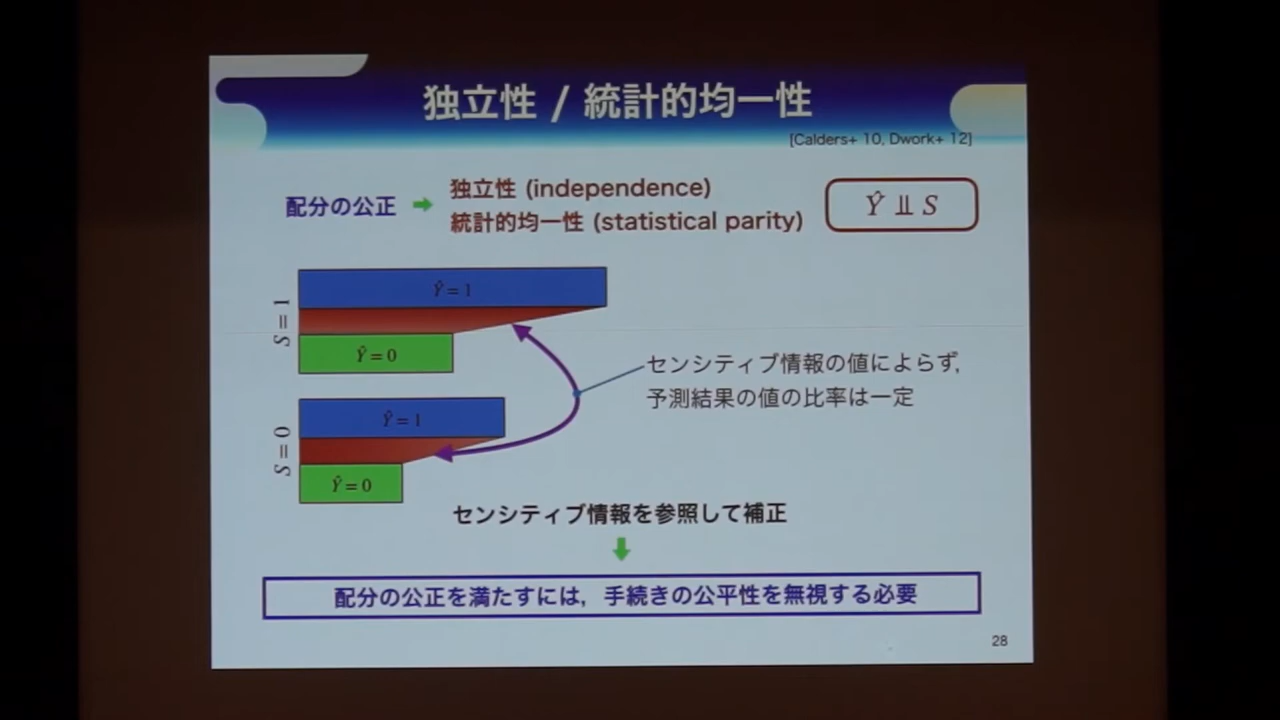 独立性 / 統計的均一性
[Calders+ 10, Dwork+ 12]
配分の公正
独立性 (independence)
統計的均一性 (statistical parity)
Ŷ ⫫ S
S = 1
Ŷ = 1
Ŷ = 0
センシティブ情報の値によらず,
予測結果の値の比率は一定
S = 0
Ŷ = 1
Ŷ = 0
センシティブ情報を参照して補正
配分の公正を満たすには, 手続きの公平性を無視する必要
28